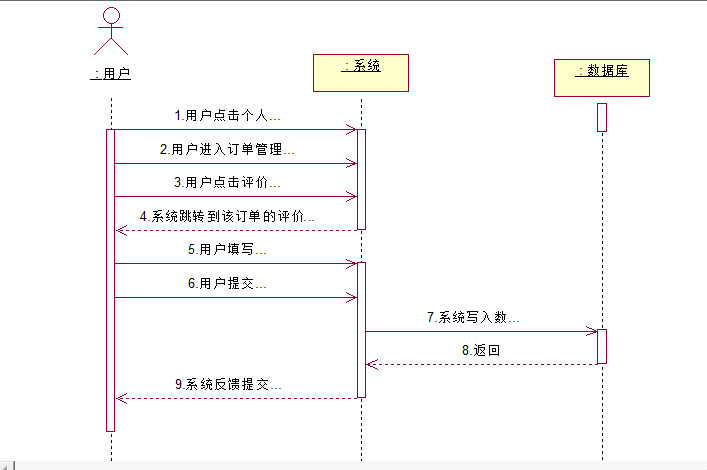 : 用户
: 系统
: 数据库
1.用户点击个人...
2.用户进入订单管理...
3.用户点击评价...
4.系统跳转到该订单的评价...
5.用户填写...
6.用户提交...
7.系统写入数...
8.返回
9.系统反馈提交...